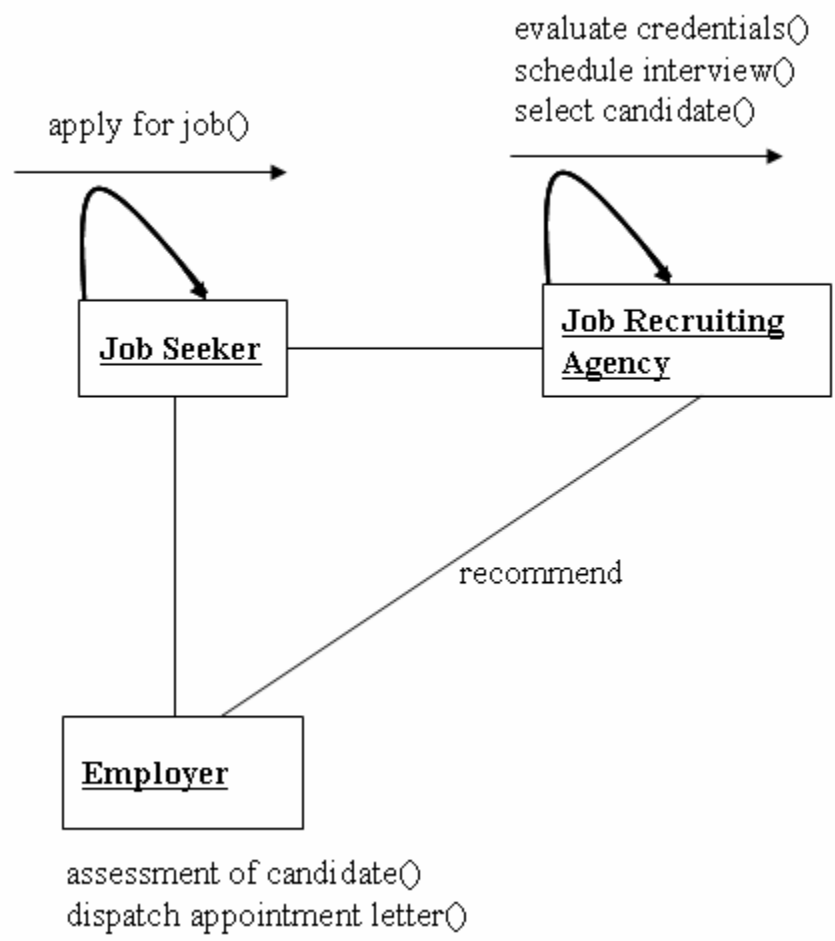 evaluate credentials()
schedule interview()
select candidate()
apply for job()
Job Seeker
Job Recruiting
Agency
recommend
Employer
assessment of candidate()
dispatch appointment letter()